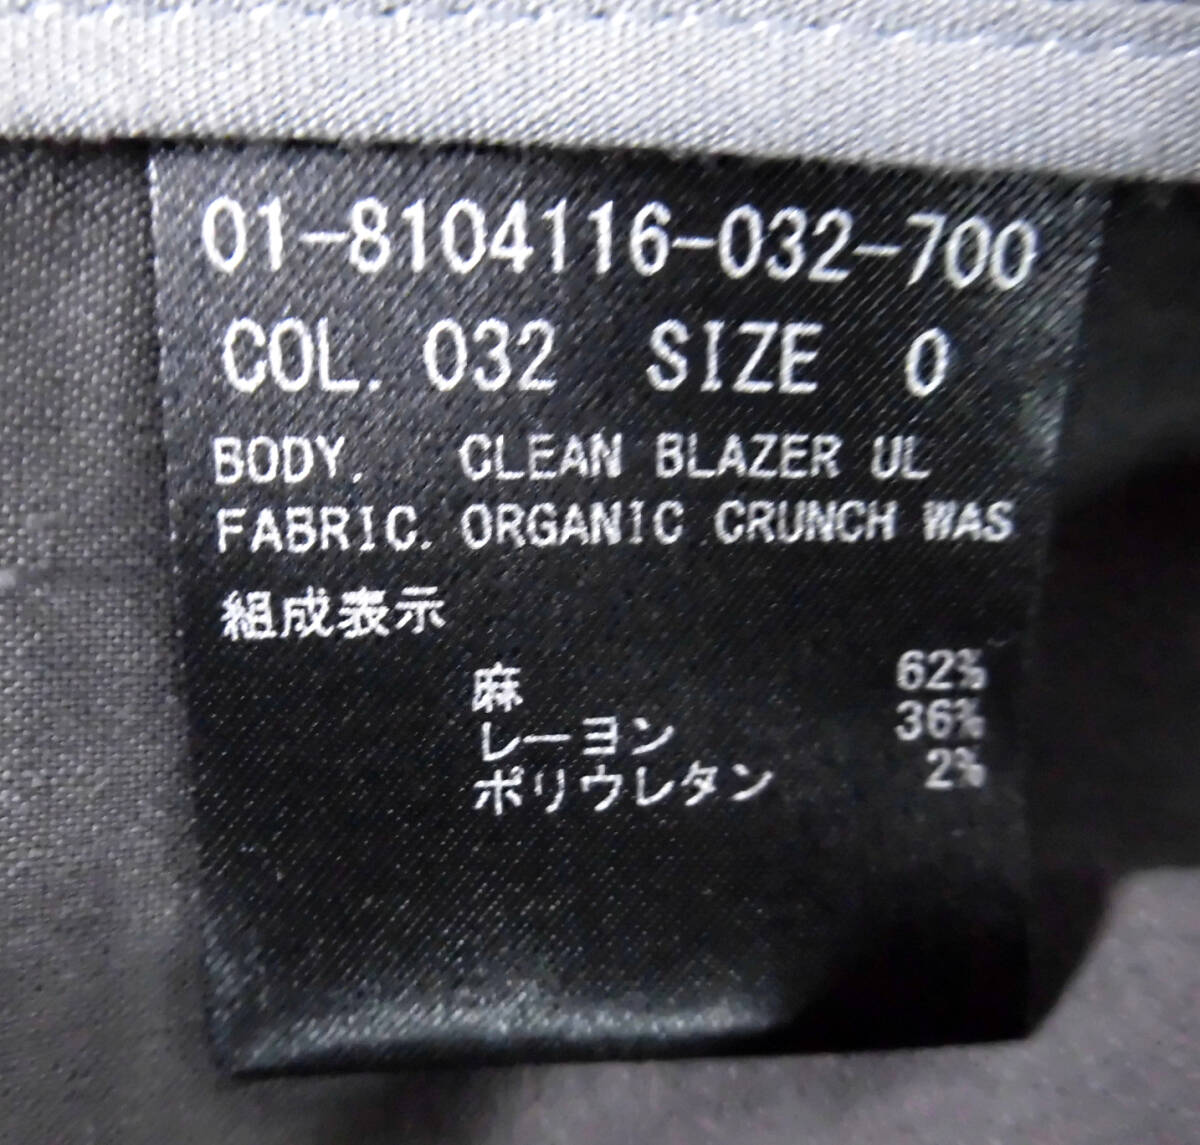 01-8104116-032-700
COL. 032 SIZE 0
BODY. CLEAN BLAZER UL
FABRIC. ORGANIC CRUNCH WAS
組成表示
麻 62%
レーヨン 36%
ポリウレタン 2%